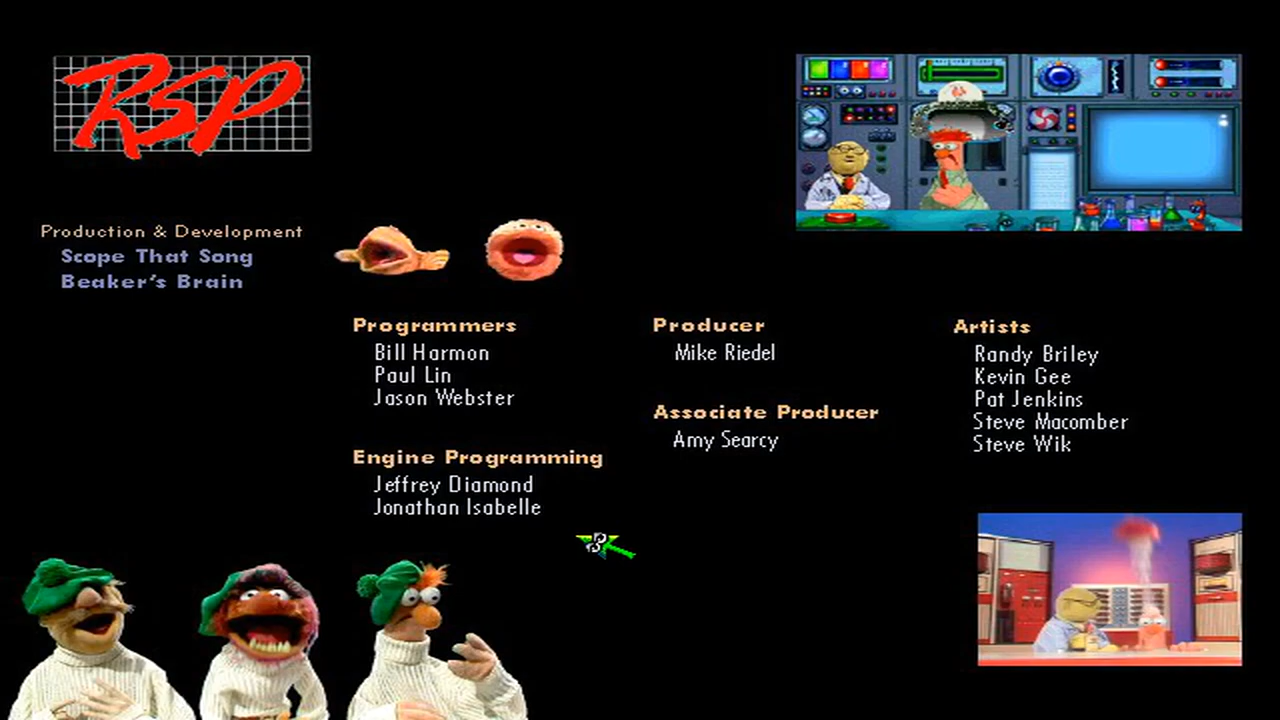 RSP
Production & Development
Scope That Song
Beaker's Brain
Programmers
Bill Harmon
Paul Lin
Jason Webster
Engine Programming
Jeffrey Diamond
Jonathan Isabelle
Producer
Mike Riedel
Associate Producer
Amy Searcy
Artists
Randy Briley
Kevin Gee
Pat Jenkins
Steve Macomber
Steve Wik